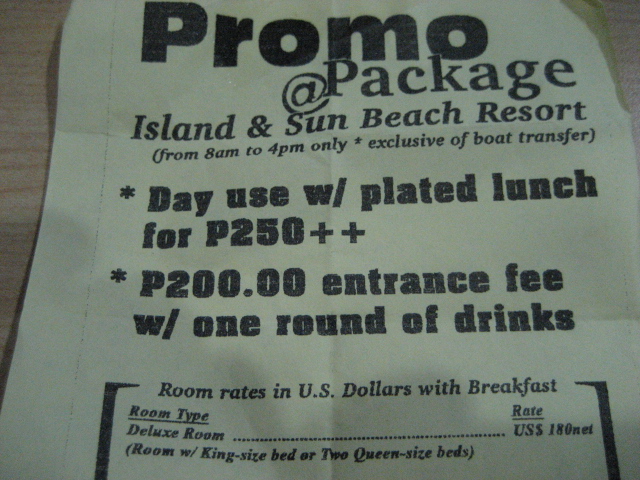 Promo
@Package
Island & Sun Beach Resort
(from 8am to 4pm only * exclusive of boat transfer)
* Day use w/ plated lunch
for P250++
* P200.00 entrance fee
w/ one round of drinks
Room rates in U.S. Dollars with Breakfast
Room Type Rate
Deluxe Room ........................................................ US$ 180net
(Room w/ King-size bed or Two Queen-size beds)